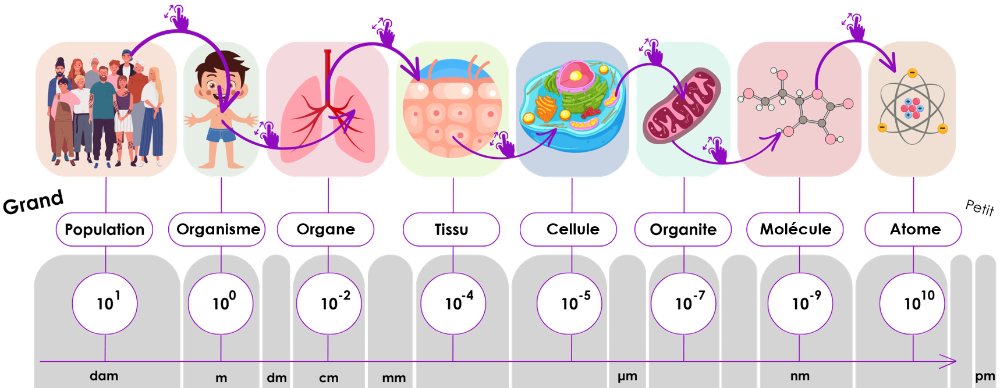 Grand
Petit
Population Organisme Organe Tissu Cellule Organite Molécule Atome
10¹ 10⁰ 10⁻² 10⁻⁴ 10⁻⁵ 10⁻⁷ 10⁻⁹ 10¹⁰
dam m dm cm mm µm nm pm